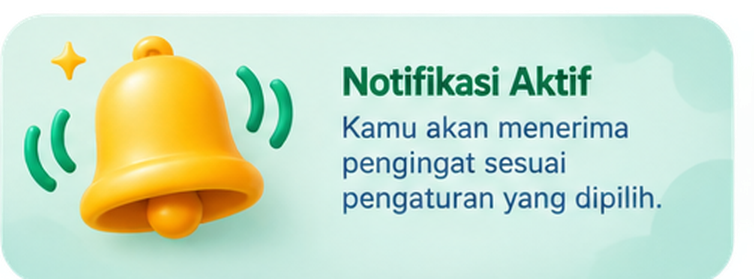 Notifikasi Aktif
Kamu akan menerima
pengingat sesuai
pengaturan yang dipilih.